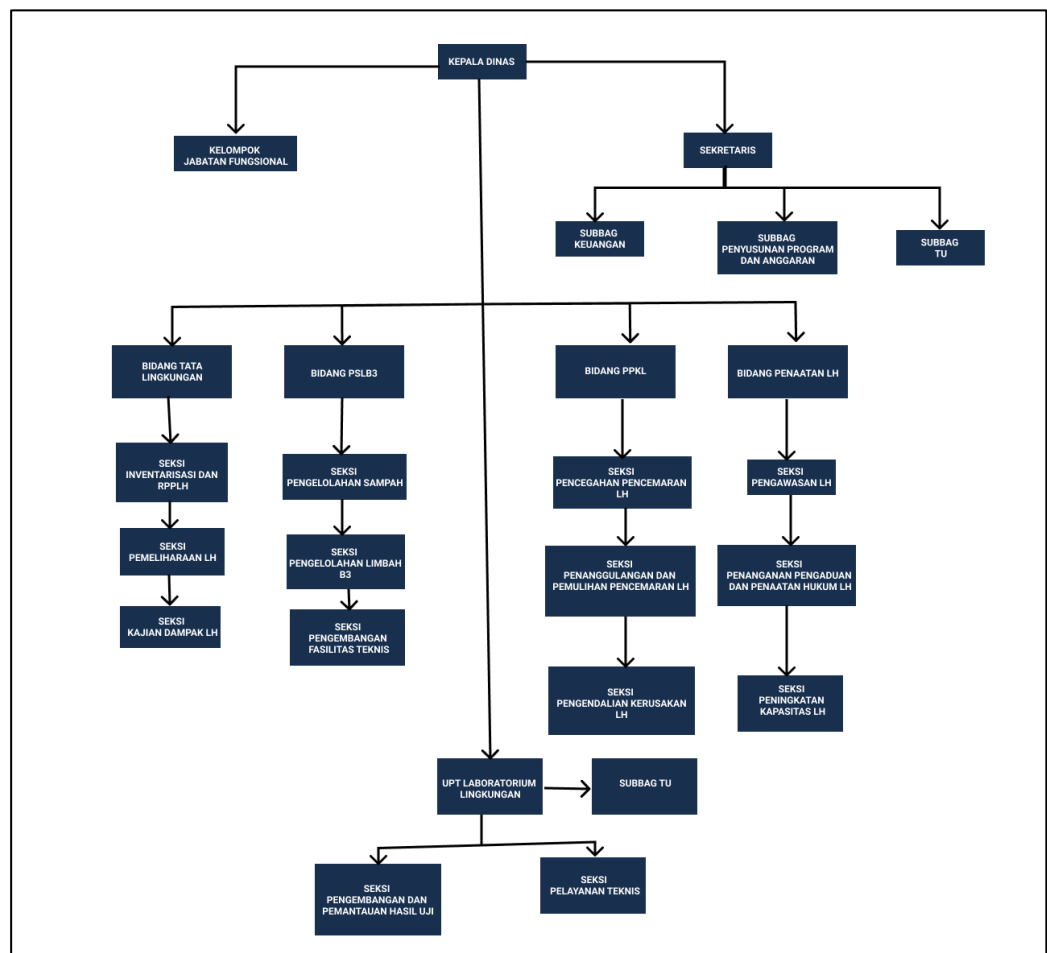 KEPALA DINAS
KELOMPOK
JABATAN FUNGSIONAL
SEKRETARIS
SUBBAG
KEUANGAN
SUBBAG
PENYUSUNAN PROGRAM
DAN ANGGARAN
SUBBAG
TU
BIDANG TATA
LINGKUNGAN
BIDANG PSLB3
BIDANG PPKL
BIDANG PENAATAN LH
SEKSI
INVENTARISASI DAN
RPPLH
SEKSI
PENGELOLAHAN SAMPAH
SEKSI
PENCEGAHAN PENCEMARAN
LH
SEKSI
PENGAWASAN LH
SEKSI
PEMELIHARAAN LH
SEKSI
PENGELOLAHAN LIMBAH
B3
SEKSI
PENANGGULANGAN DAN
PEMULIHAN PENCEMARAN LH
SEKSI
PENANGANAN PENGADUAN
DAN PENAATAN HUKUM LH
SEKSI
KAJIAN DAMPAK LH
SEKSI
PENGEMBANGAN
FASILITAS TEKNIS
SEKSI
PENGENDALIAN KERUSAKAN
LH
SEKSI
PENINGKATAN
KAPASITAS LH
UPT LABORATORIUM
LINGKUNGAN
SUBBAG TU
SEKSI
PENGEMBANGAN DAN
PEMANTAUAN HASIL UJI
SEKSI
PELAYANAN TEKNIS